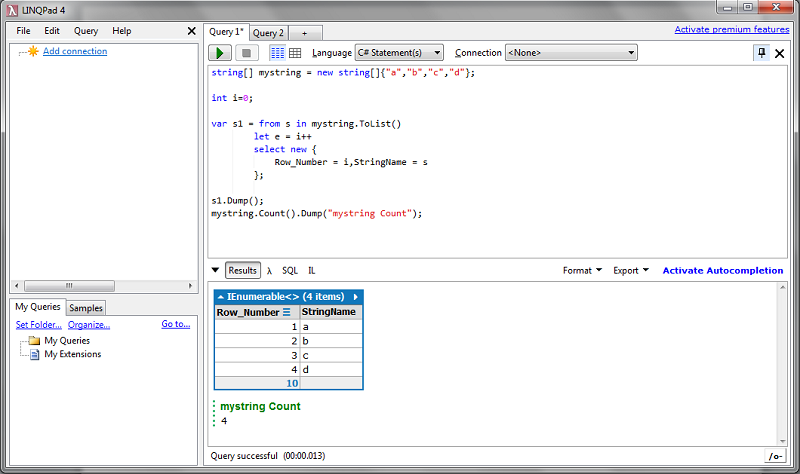 LINQPad 4
File Edit Query Help
Add connection
My Queries Samples
Set Folder... Organize... Go to...
My Queries
My Extensions
Query 1* Query 2 +
Activate premium features
Language C# Statement(s) Connection <None>
string[] mystring = new string[]{"a","b","c","d"};
int i=0;
var s1 = from s in mystring.ToList()
let e = i++
select new {
Row_Number = i,StringName = s
};
s1.Dump();
mystring.Count().Dump("mystring Count");
Results λ SQL IL Format Export Activate Autocompletion
IEnumerable<> (4 items)
Row_Number StringName
1 a
2 b
3 c
4 d
10
mystring Count
4
Query successful (00:00.013) /o-